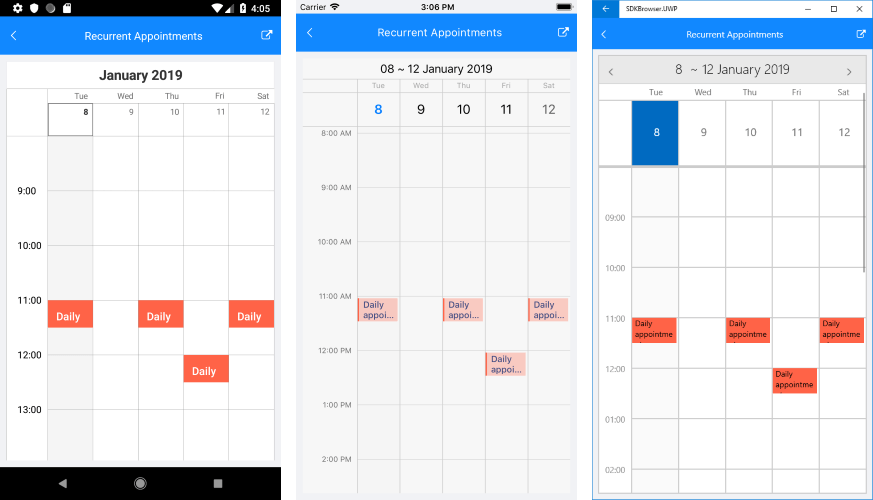 4:05
Recurrent Appointments
January 2019
Tue Wed Thu Fri Sat
8 9 10 11 12
9:00
10:00
11:00
Daily Daily Daily
12:00
Daily
13:00
Carrier 3:06 PM
Recurrent Appointments
08 ~ 12 January 2019
Tue Wed Thu Fri Sat
8 9 10 11 12
8:00 AM
9:00 AM
10:00 AM
11:00 AM
Daily Daily Daily
appoi... appoi... appoi...
12:00 PM
Daily
appoi...
1:00 PM
2:00 PM
SDKBrowser.UWP
Recurrent Appointments
8 ~ 12 January 2019
Tue Wed Thu Fri Sat
8 9 10 11 12
09:00
10:00
11:00
Daily Daily Daily
appointme appointme appointme
12:00
Daily
appointme
01:00
02:00